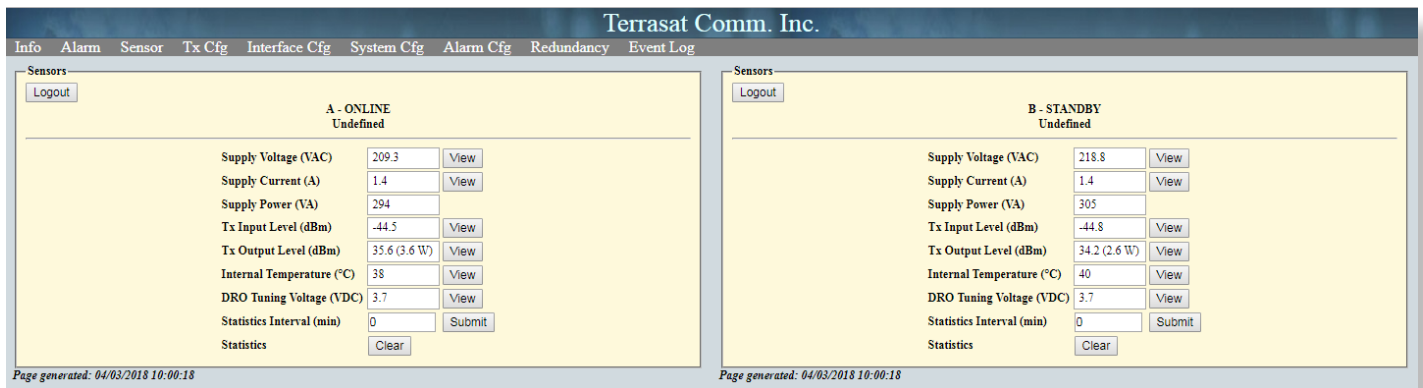 Terrasat Comm. Inc.
Info Alarm Sensor Tx Cfg Interface Cfg System Cfg Alarm Cfg Redundancy Event Log
Sensors
Logout
A - ONLINE
Undefined
Supply Voltage (VAC) 209.3 View
Supply Current (A) 1.4 View
Supply Power (VA) 294
Tx Input Level (dBm) -44.5 View
Tx Output Level (dBm) 35.6 (3.6 W) View
Internal Temperature (°C) 38 View
DRO Tuning Voltage (VDC) 3.7 View
Statistics Interval (min) 0 Submit
Statistics Clear
Page generated: 04/03/2018 10:00:18
Sensors
Logout
B - STANDBY
Undefined
Supply Voltage (VAC) 218.8 View
Supply Current (A) 1.4 View
Supply Power (VA) 305
Tx Input Level (dBm) -44.8 View
Tx Output Level (dBm) 34.2 (2.6 W) View
Internal Temperature (°C) 40 View
DRO Tuning Voltage (VDC) 3.7 View
Statistics Interval (min) 0 Submit
Statistics Clear
Page generated: 04/03/2018 10:00:18